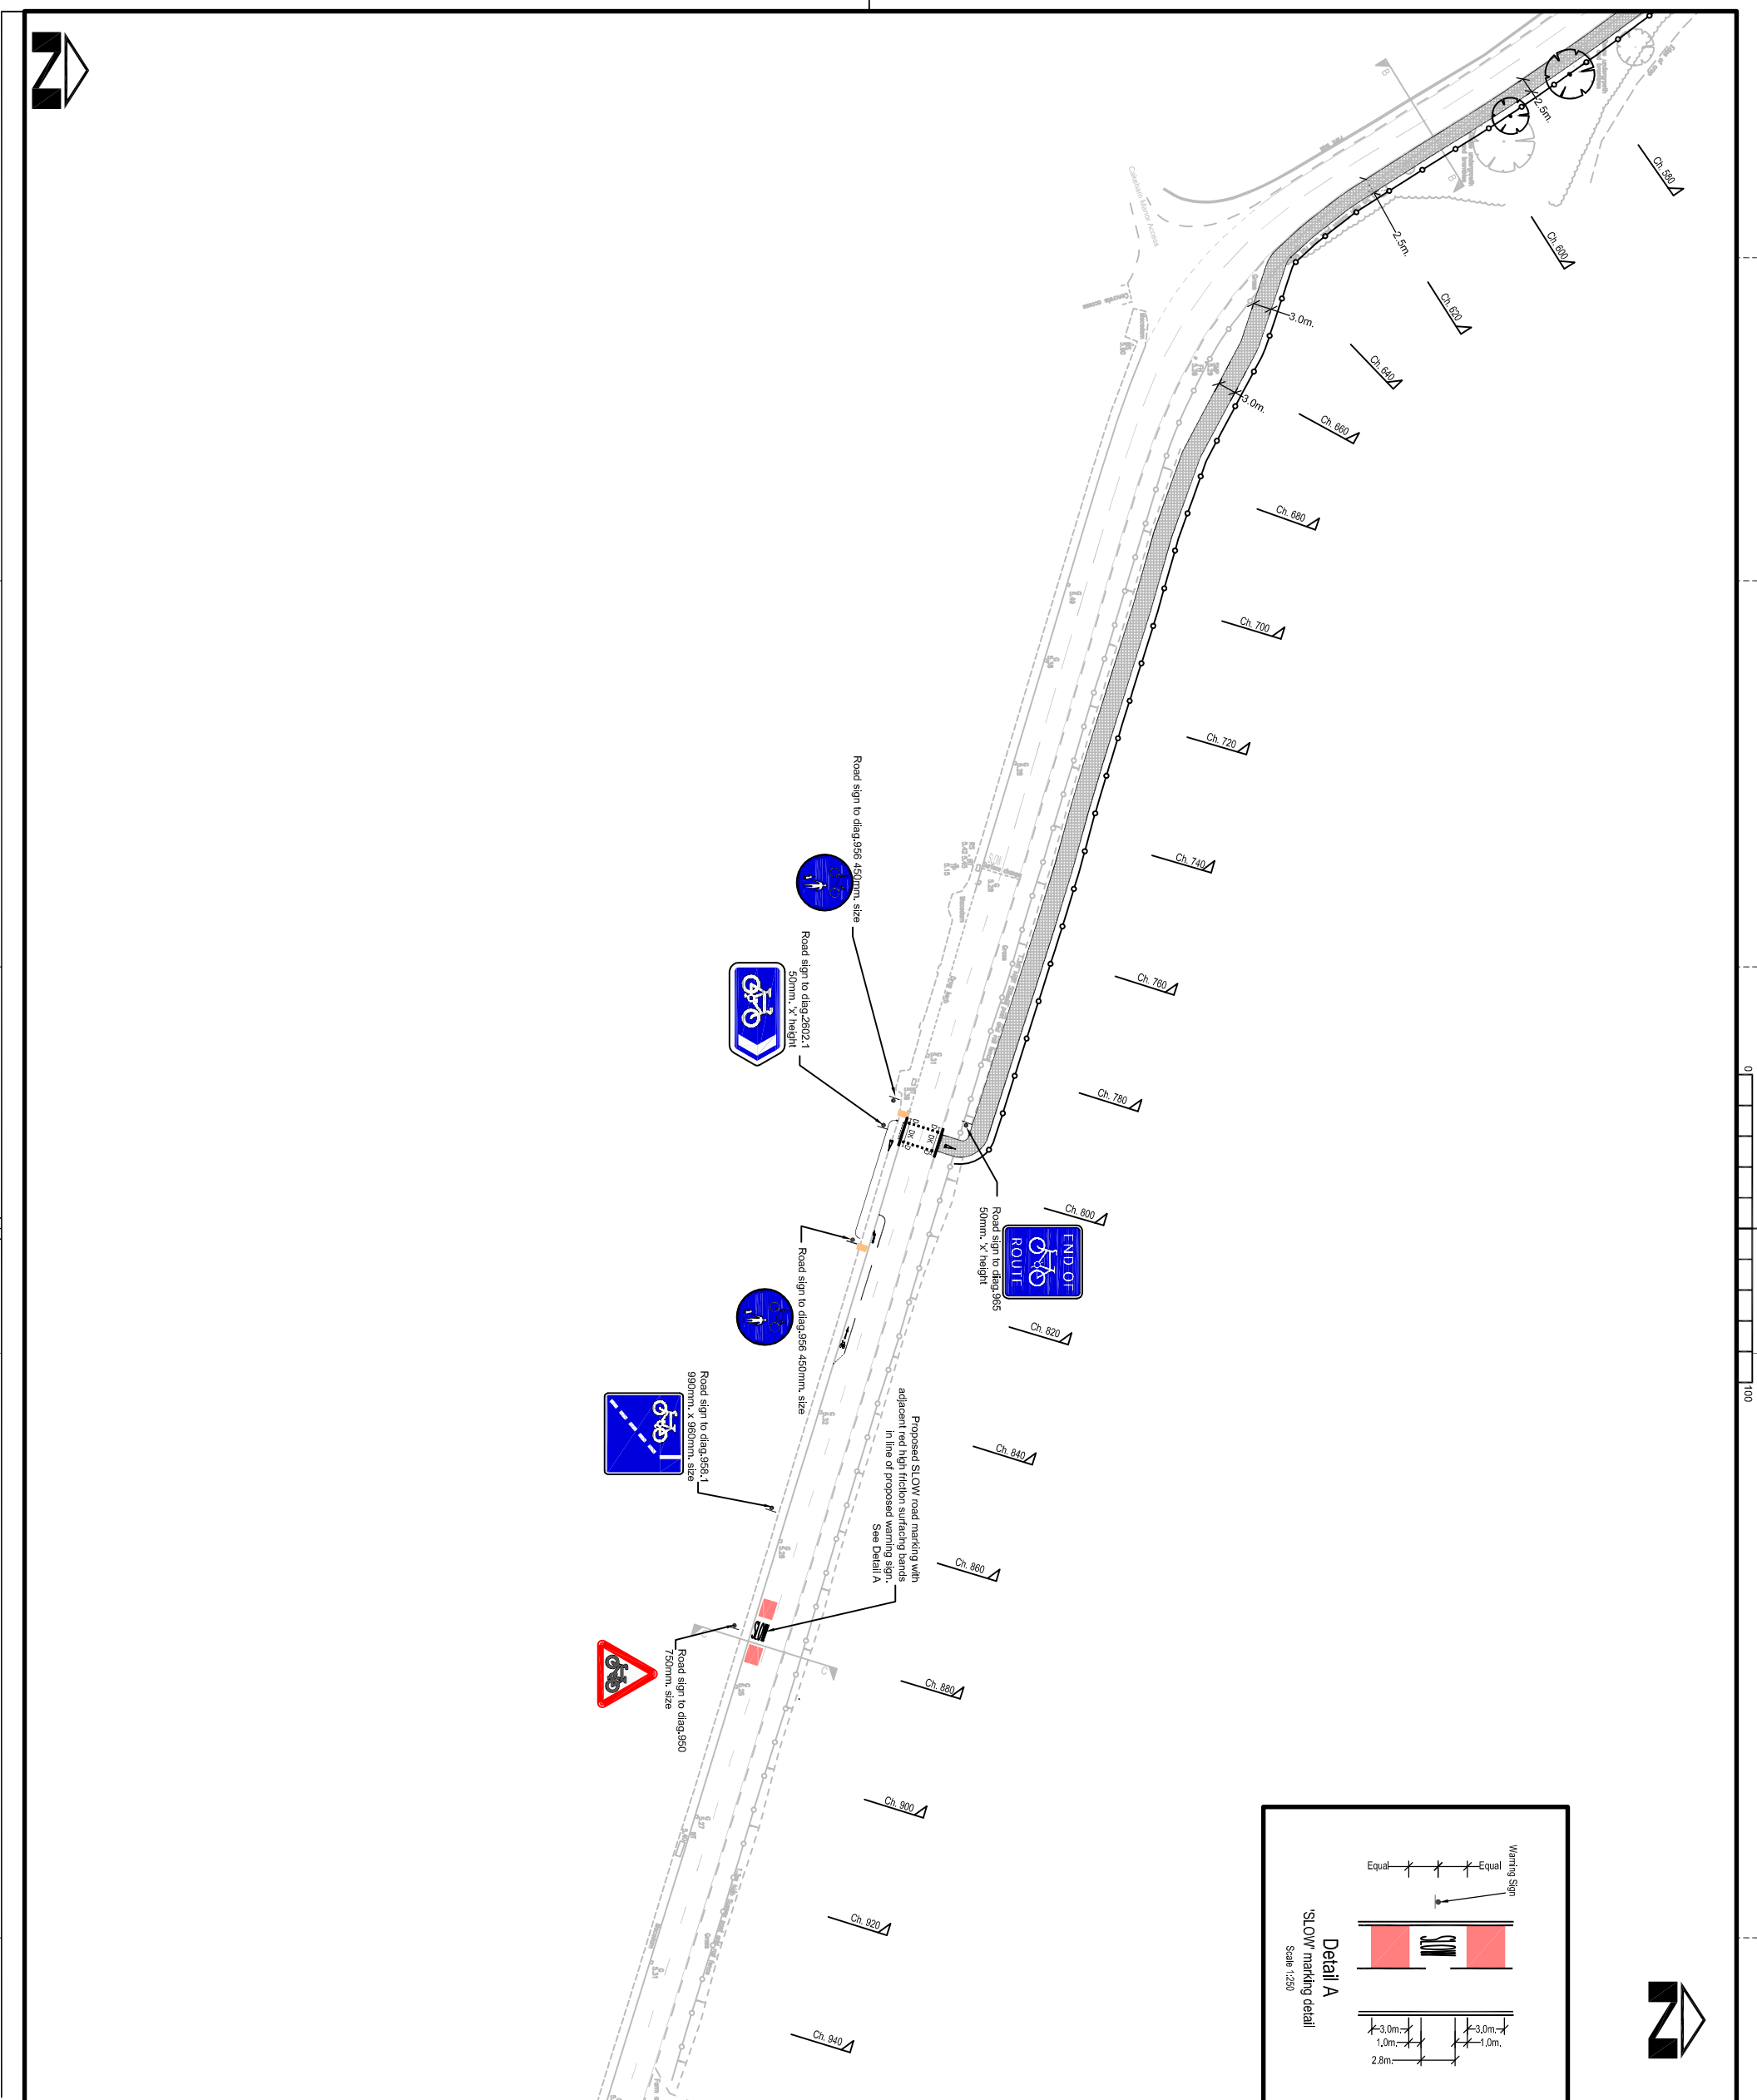 N
Ch. 580
Ch. 600
Ch. 620
Ch. 640
Ch. 660
Ch. 680
Ch. 700
Ch. 720
Ch. 740
Ch. 760
Ch. 780
Ch. 800
Ch. 820
Ch. 840
Ch. 860
Ch. 880
Ch. 900
Ch. 920
Ch. 940
2.5m.
2.5m.
3.0m.
3.0m.
B
B
Cakeham Manor Access
Concrete access
Macadam
Grass
Road sign to diag.956 450mm. size
Road sign to diag.2602.1
50mm. 'x' height
Road sign to diag.965
50mm. 'x' height
END OF
ROUTE
Road sign to diag.956 450mm. size
Road sign to diag.958.1
990mm. x 960mm. size
Proposed SLOW road marking with
adjacent red high friction surfacing bands
in line of proposed warning sign.
See Detail A
SLOW
Road sign to diag.950
750mm. size
C
0
100
Warning Sign
Equal
Equal
SLOW
3.0m.
3.0m.
1.0m.
1.0m.
2.8m.
Detail A
'SLOW' marking detail
Scale 1:250
N